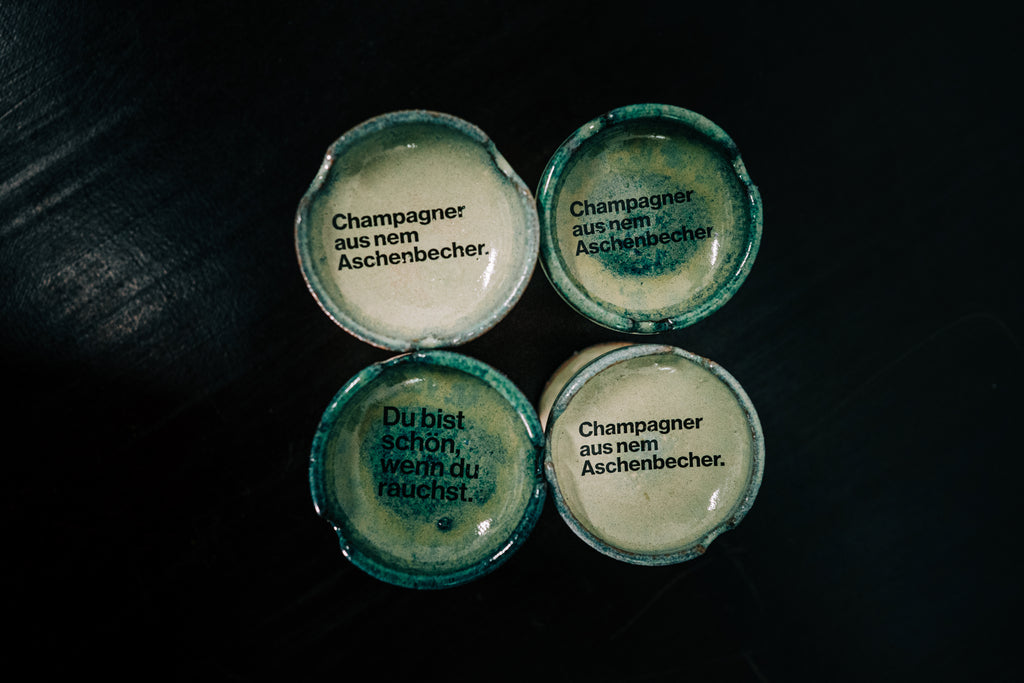 Champagner
aus nem
Aschenbecher.
Champagner
aus nem
Aschenbecher
Du bist
schön,
wenn du
rauchst.
Champagner
aus nem
Aschenbecher.